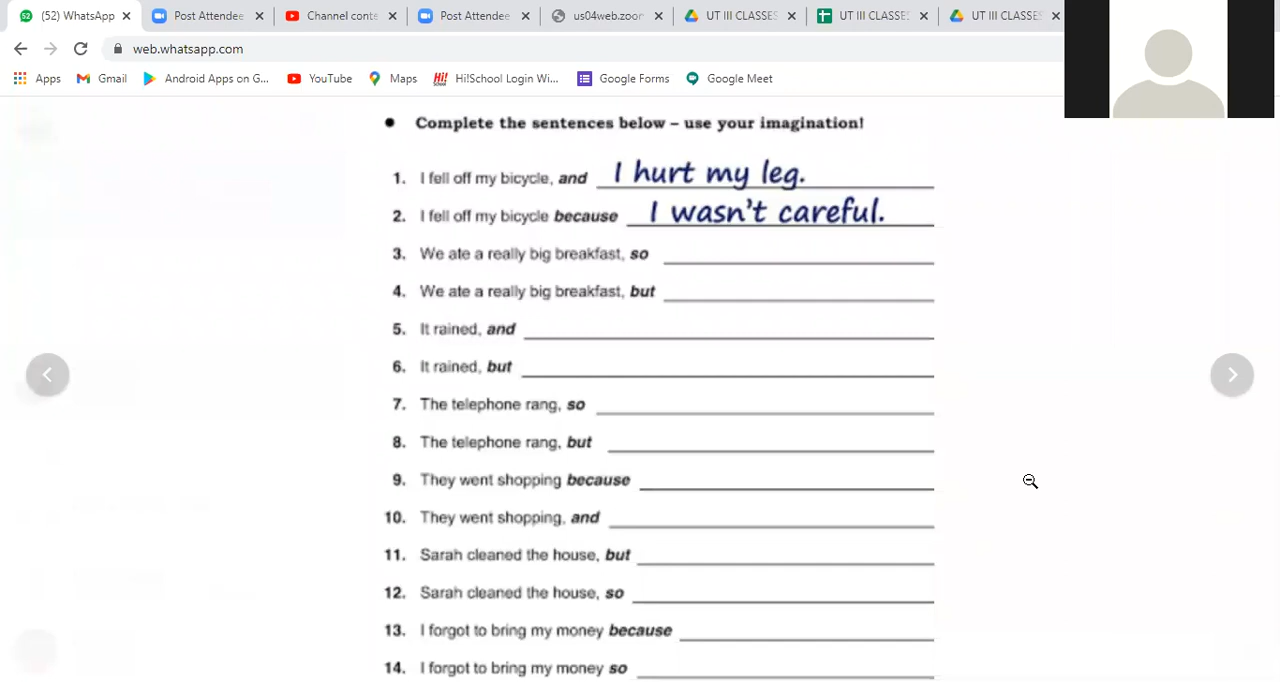 (52) WhatsApp
Post Attendee
Channel conte
Post Attendee
us04web.zoor
UT III CLASSES
UT III CLASSES
UT III CLASSES
web.whatsapp.com
Apps
Gmail
Android Apps on G...
YouTube
Maps
Hi! School Login Wi...
Google Forms
Google Meet
• Complete the sentences below – use your imagination!
1. I fell off my bicycle, and I hurt my leg.
2. I fell off my bicycle because I wasn't careful.
3. We ate a really big breakfast, so
4. We ate a really big breakfast, but
5. It rained, and
6. It rained, but
7. The telephone rang, so
8. The telephone rang, but
9. They went shopping because
10. They went shopping, and
11. Sarah cleaned the house, but
12. Sarah cleaned the house, so
13. I forgot to bring my money because
14. I forgot to bring my money so